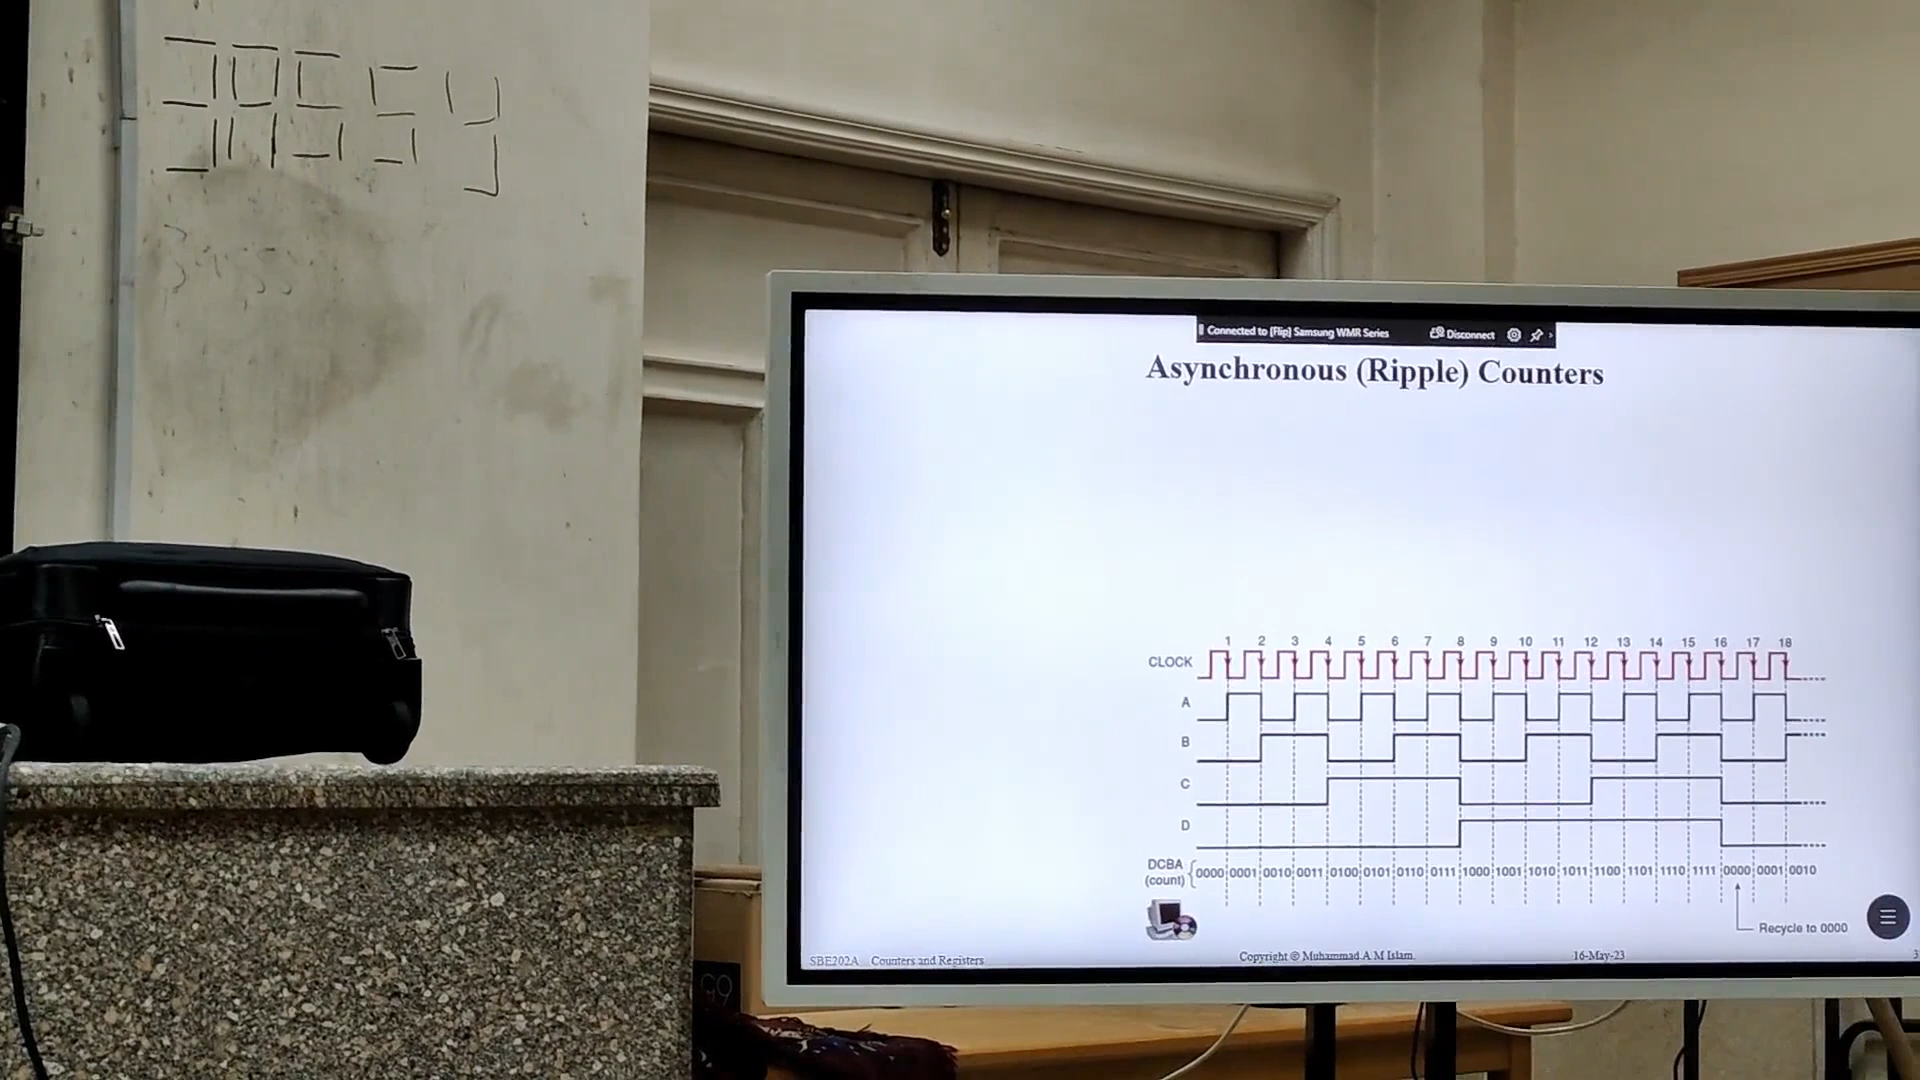 Connected to [Flip] Samsung WMR Series Disconnect
Asynchronous (Ripple) Counters
1 2 3 4 5 6 7 8 9 10 11 12 13 14 15 16 17 18
CLOCK
A
B
C
D
DCBA
(count) { 0000 0001 0010 0011 0100 0101 0110 0111 1000 1001 1010 1011 1100 1101 1110 1111 0000 0001 0010
Recycle to 0000
SBE202A Counters and Registers Copyright © Muhammad A M Islam. 16-May-23
G9